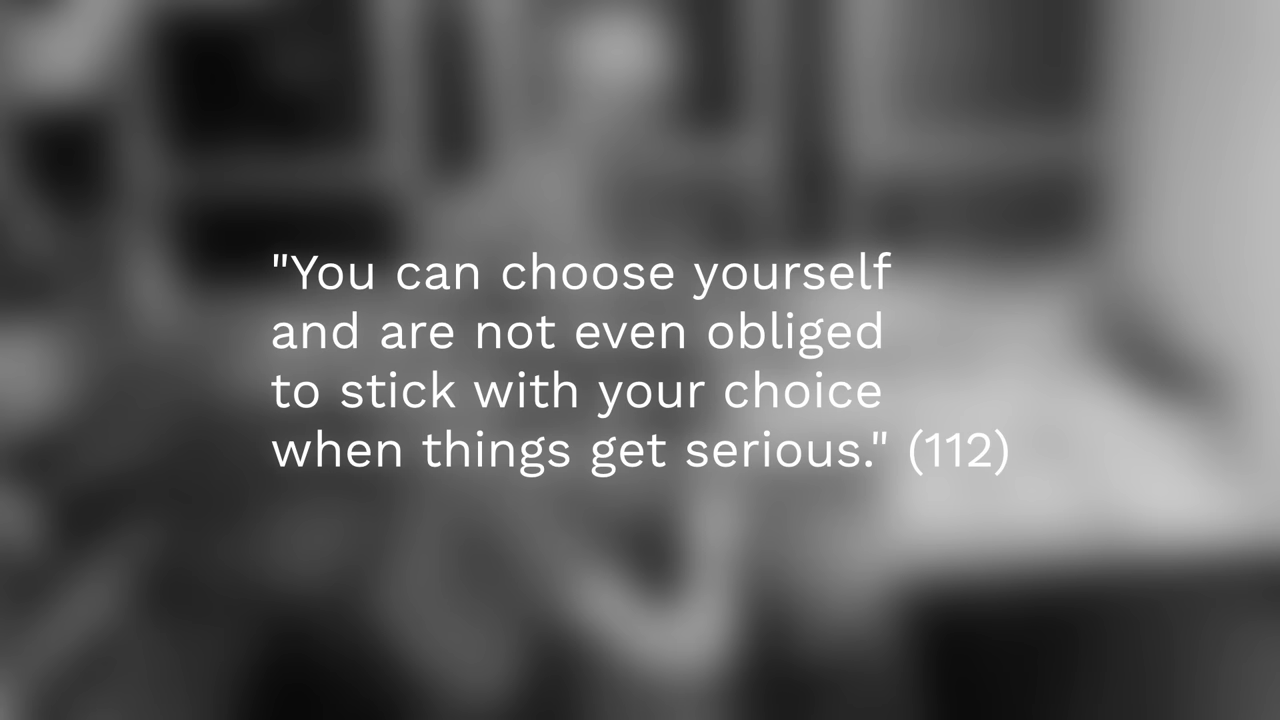 "You can choose yourself
and are not even obliged
to stick with your choice
when things get serious." (112)